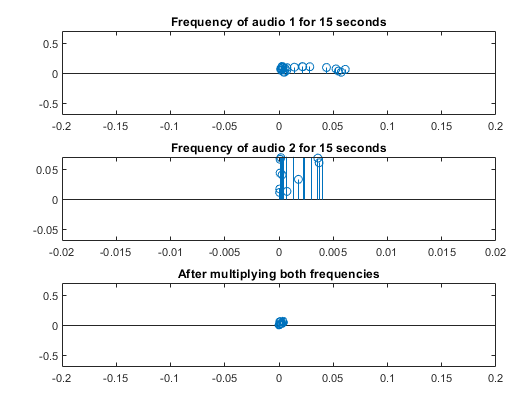 Frequency of audio 1 for 15 seconds
0.5
0
-0.5
-0.2 -0.15 -0.1 -0.05 0 0.05 0.1 0.15 0.2
Frequency of audio 2 for 15 seconds
0.05
0
-0.05
-0.02 -0.015 -0.01 -0.005 0 0.005 0.01 0.015 0.02
After multiplying both frequencies
0.5
0
-0.5
-0.2 -0.15 -0.1 -0.05 0 0.05 0.1 0.15 0.2